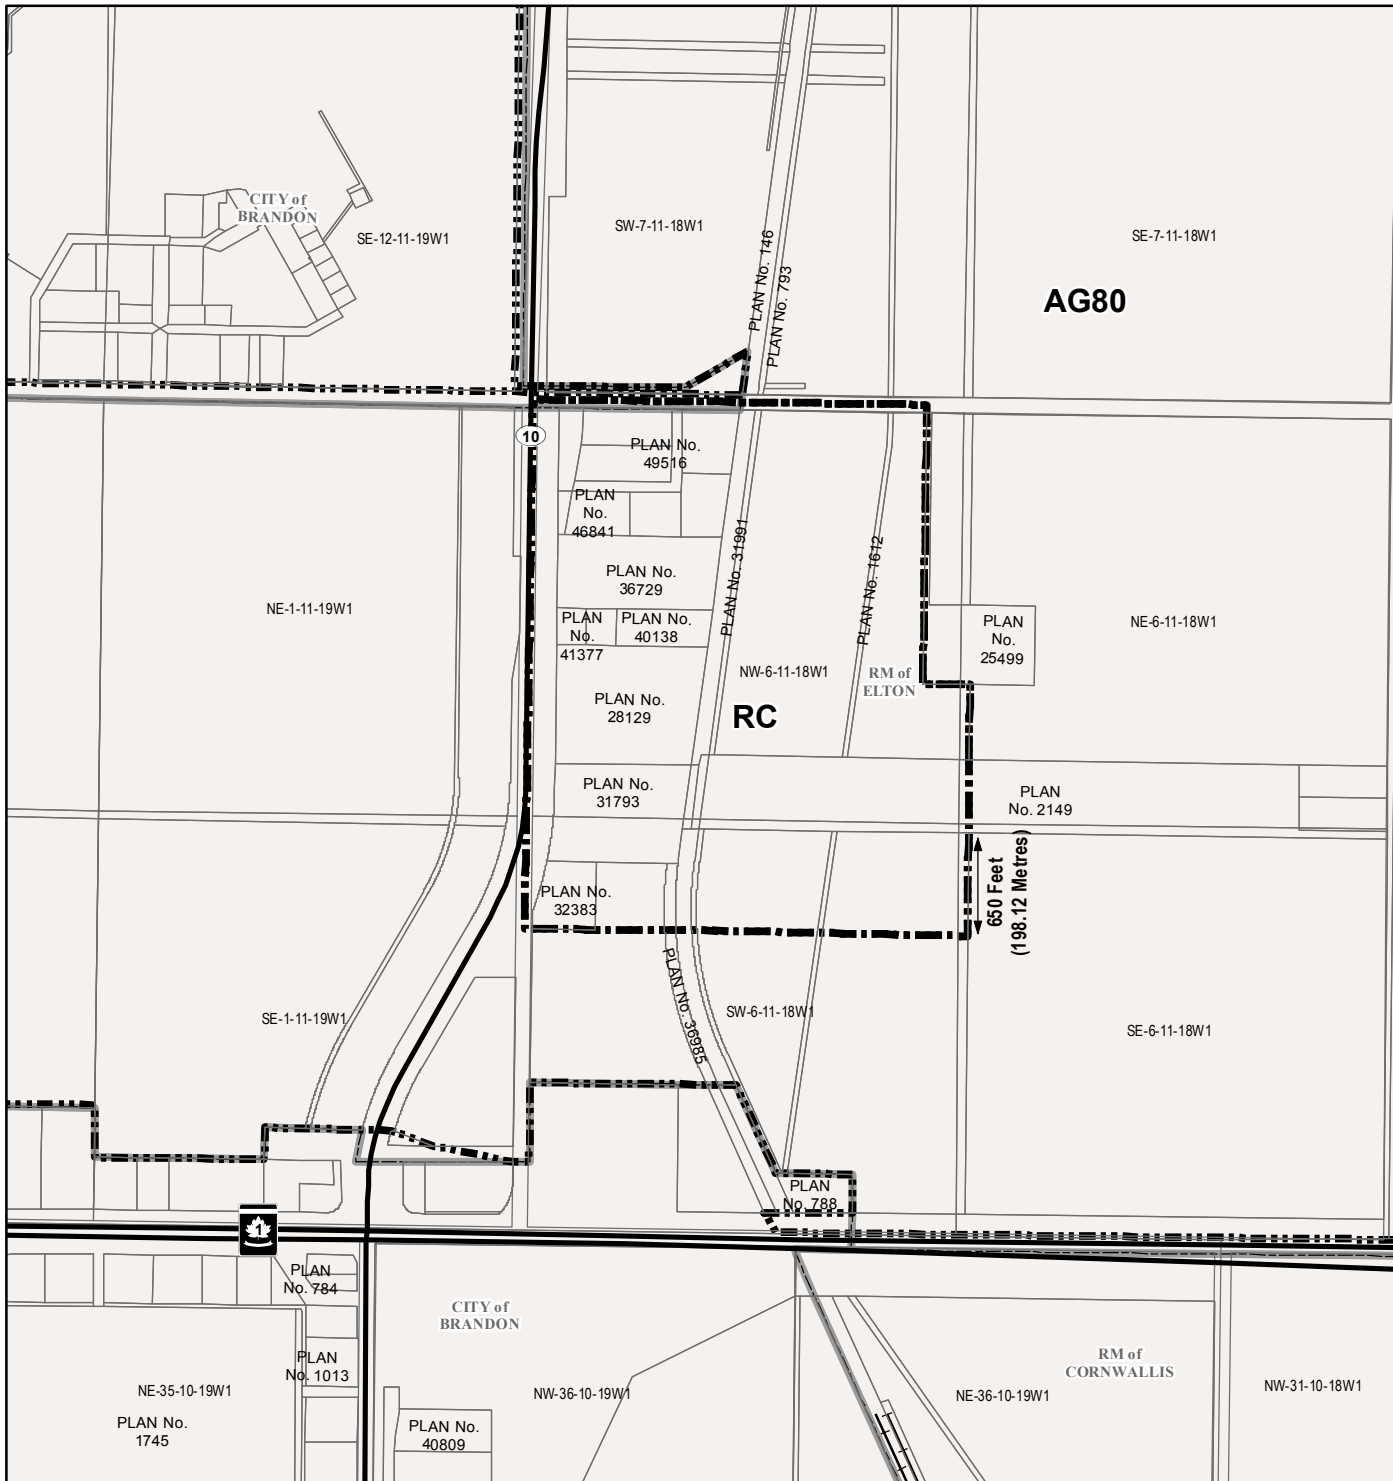 CITY of
BRANDON
SE-12-11-19W1
SW-7-11-18W1
SE-7-11-18W1
PLAN No. 146
PLAN No. 793
AG80
10
PLAN No.
49516
PLAN
No.
46841
PLAN No. 31991
PLAN No. 1612
PLAN No.
36729
NE-1-11-19W1
PLAN
No.
41377
PLAN No.
40138
PLAN
No.
25499
NE-6-11-18W1
NW-6-11-18W1
RM of
ELTON
PLAN No.
28129
RC
PLAN No.
31793
PLAN
No. 2149
650 Feet
(198.12 Metres)
PLAN No.
32383
PLAN No. 36985
SE-1-11-19W1
SW-6-11-18W1
SE-6-11-18W1
PLAN
No. 788
1
PLAN
No. 784
CITY of
BRANDON
PLAN
No. 1013
RM of
CORNWALLIS
NE-35-10-19W1
NW-36-10-19W1
NE-36-10-19W1
NW-31-10-18W1
PLAN No.
1745
PLAN No.
40809